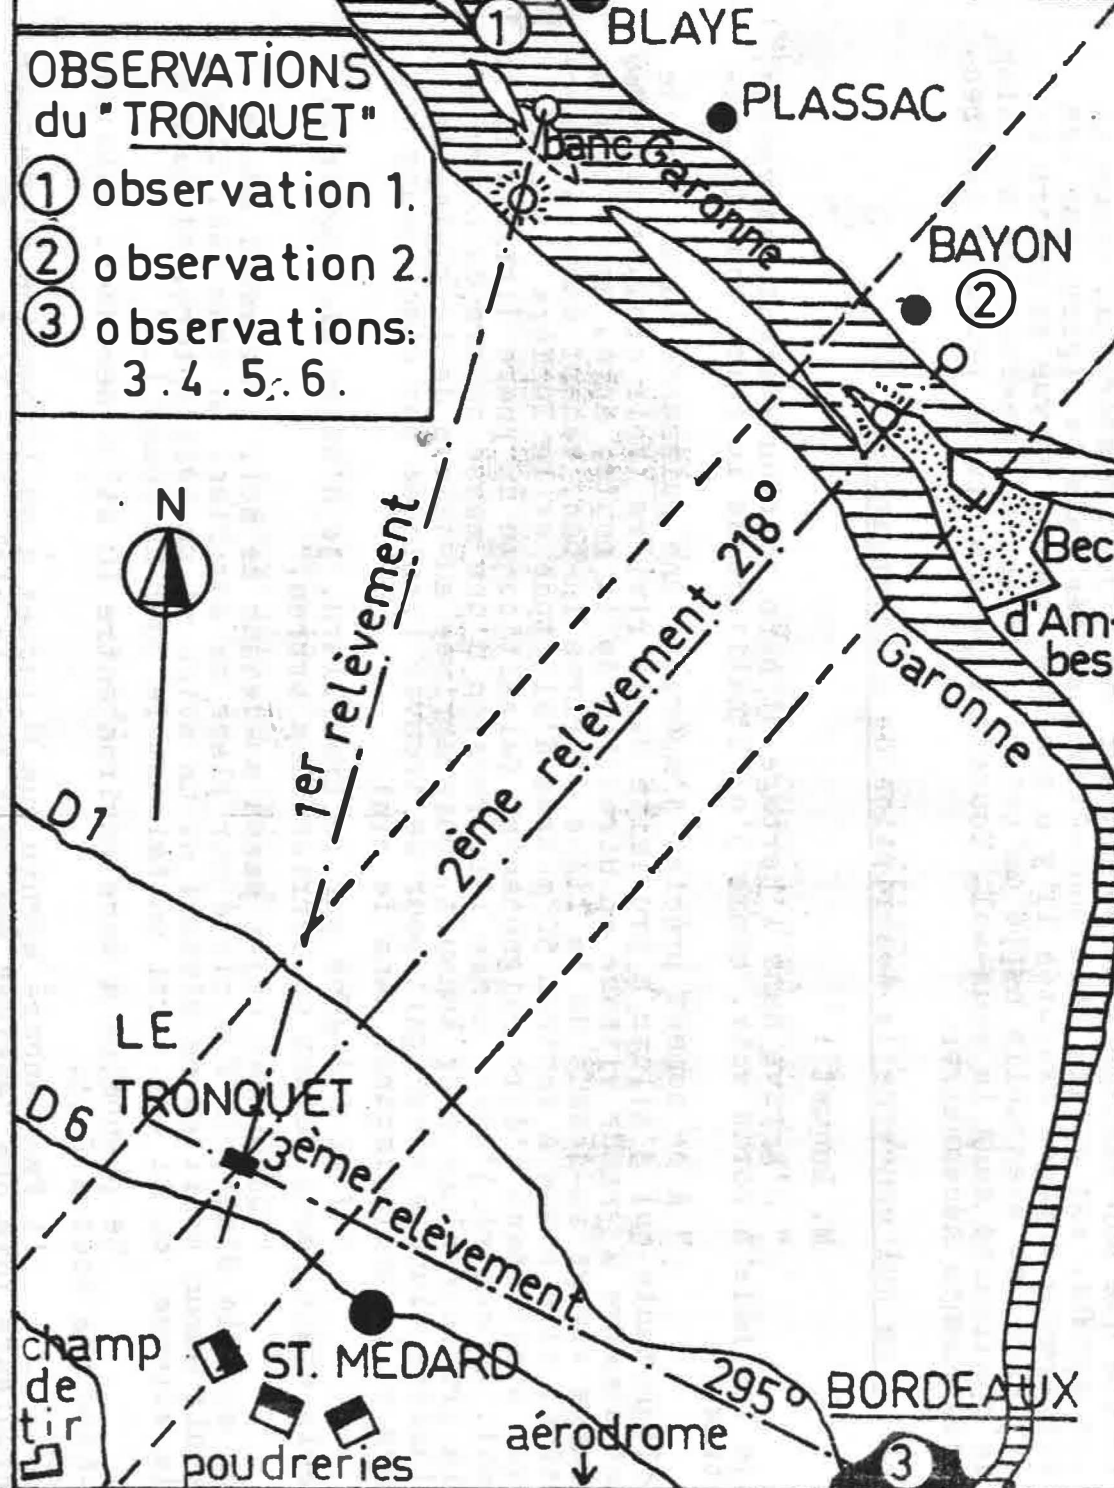 OBSERVATIONS
du "TRONQUET"
1 observation 1.
2 observation 2.
3 observations:
3.4.5.6.
1
BLAYE
PLASSAC
banc Garonne
BAYON
2
N
1er relèvement
2ème relèvement 218°
Bec
d'Am-
bes
Garonne
D1
LE
TRONQUET
D6
3ème relèvement
295°
champ
de
tir
ST. MEDARD
poudreries
aérodrome
BORDEAUX
3